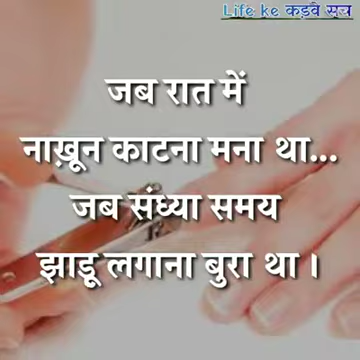 Life ke कड़वे सच
जब रात में
नाख़ून काटना मना था...
जब संध्या समय
झाडू लगाना बुरा था।